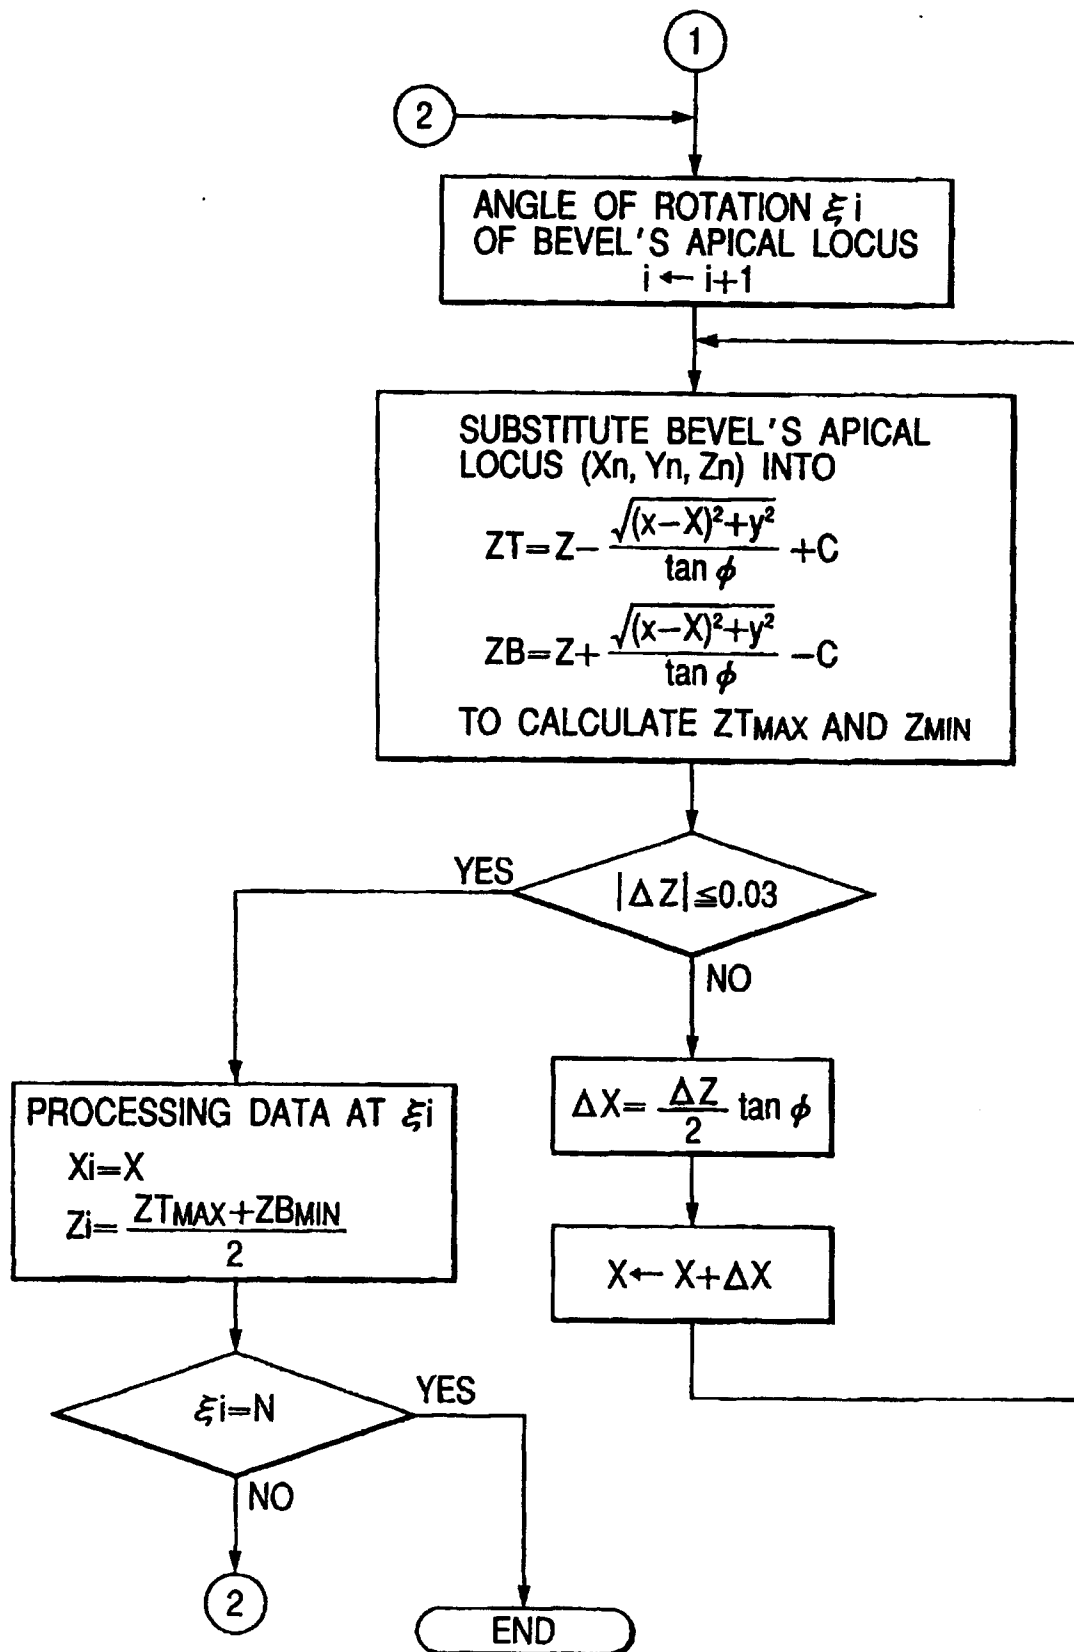 1
2
ANGLE OF ROTATION ξi
OF BEVEL'S APICAL LOCUS
i ← i+1
SUBSTITUTE BEVEL'S APICAL
LOCUS (Xn, Yn, Zn) INTO
ZT=Z− √(x−X)²+y² / tan ϕ +C
ZB=Z+ √(x−X)²+y² / tan ϕ −C
TO CALCULATE ZTMAX AND ZMIN
YES
|ΔZ|≦0.03
NO
PROCESSING DATA AT ξi
Xi=X
Zi= ZTMAX+ZBMIN / 2
ΔX= ΔZ / 2 tan ϕ
X← X+ΔX
ξi=N
YES
NO
2
END